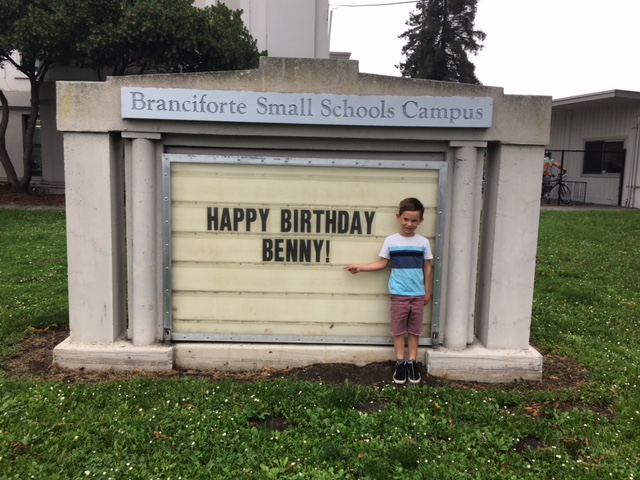 Branciforte Small Schools Campus
HAPPY BIRTHDAY
BENNY!